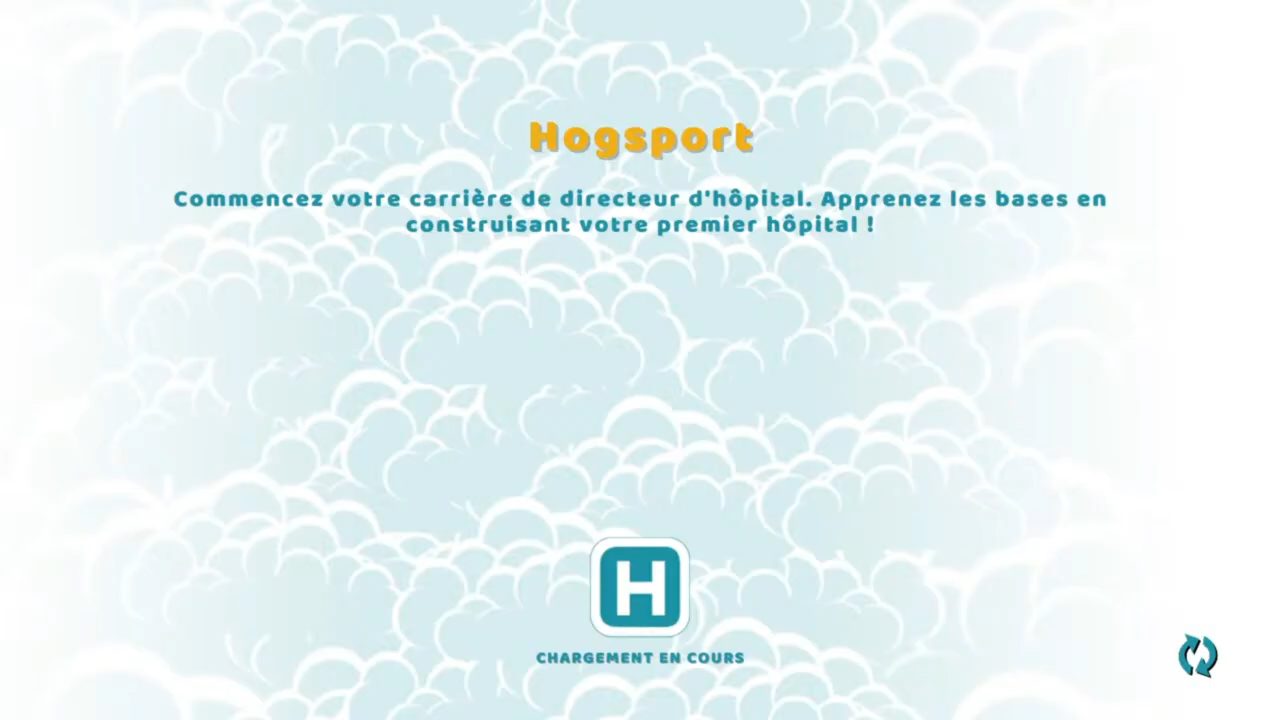 Hogsport
Commencez votre carrière de directeur d'hôpital. Apprenez les bases en
construisant votre premier hôpital !
H
CHARGEMENT EN COURS